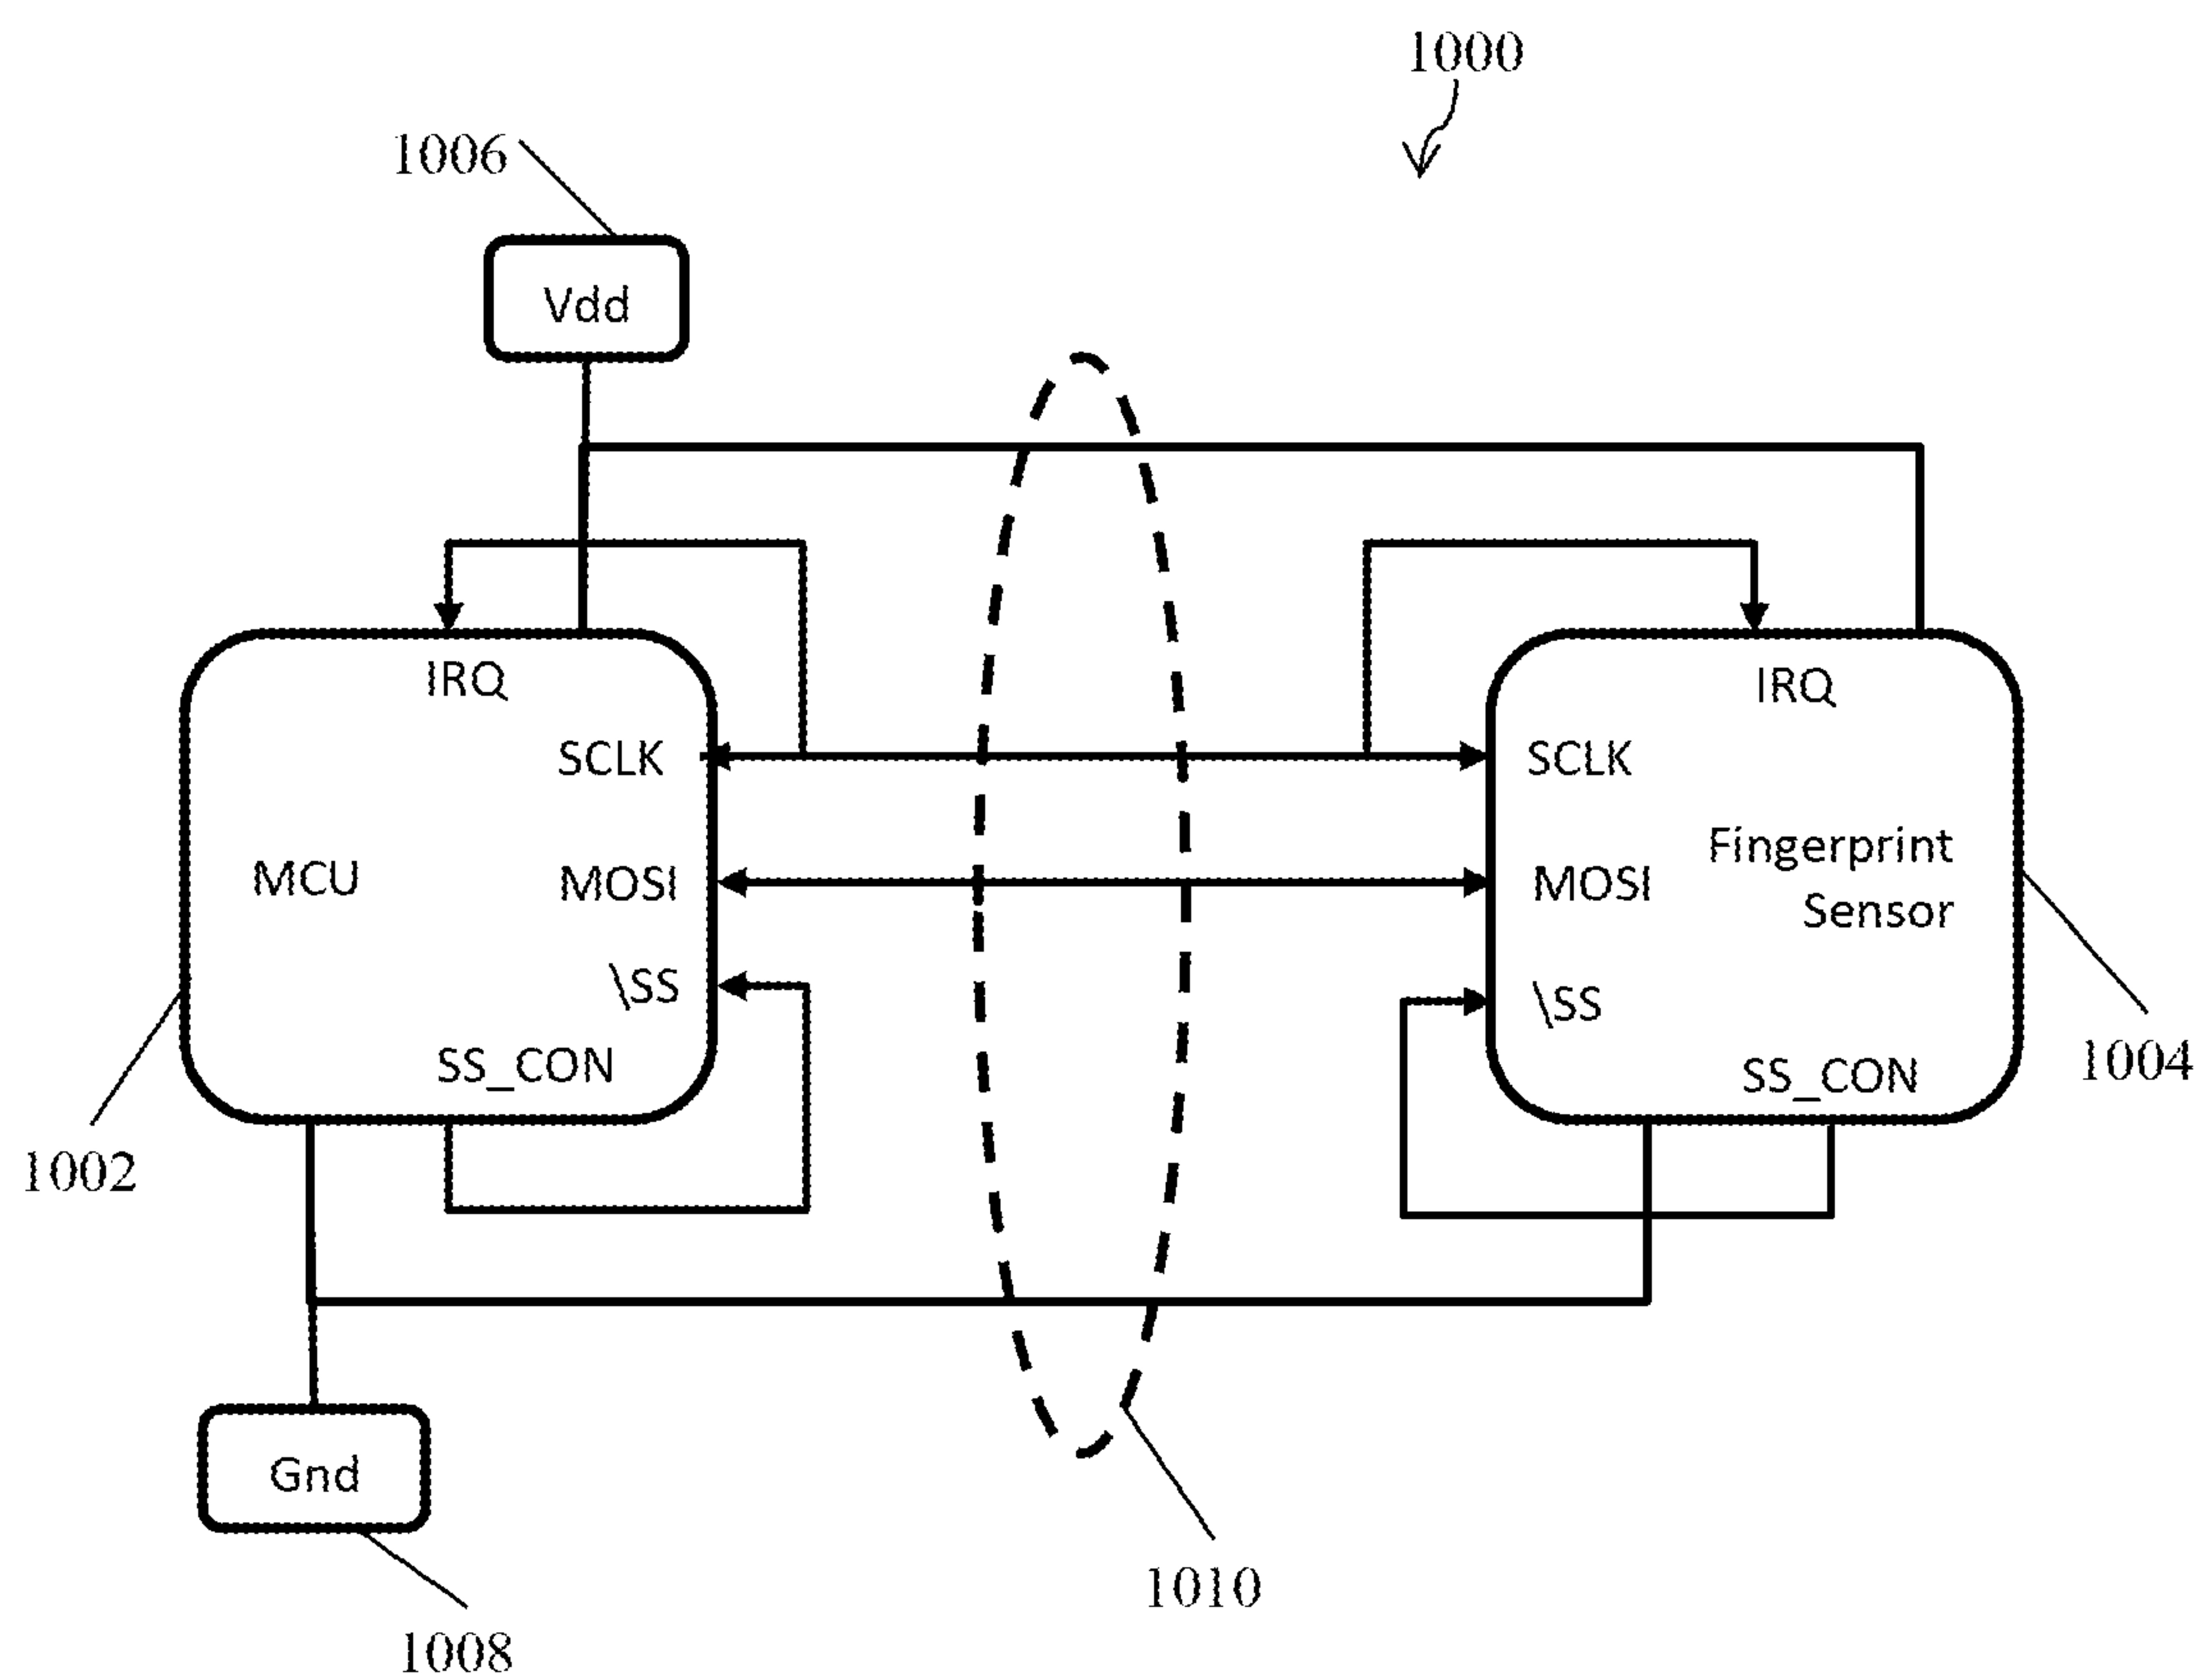 1000
1006
Vdd
IRQ
IRQ
SCLK
SCLK
MCU
MOSI
MOSI
Fingerprint
Sensor
\SS
\SS
SS_CON
SS_CON
1004
1002
Gnd
1010
1008